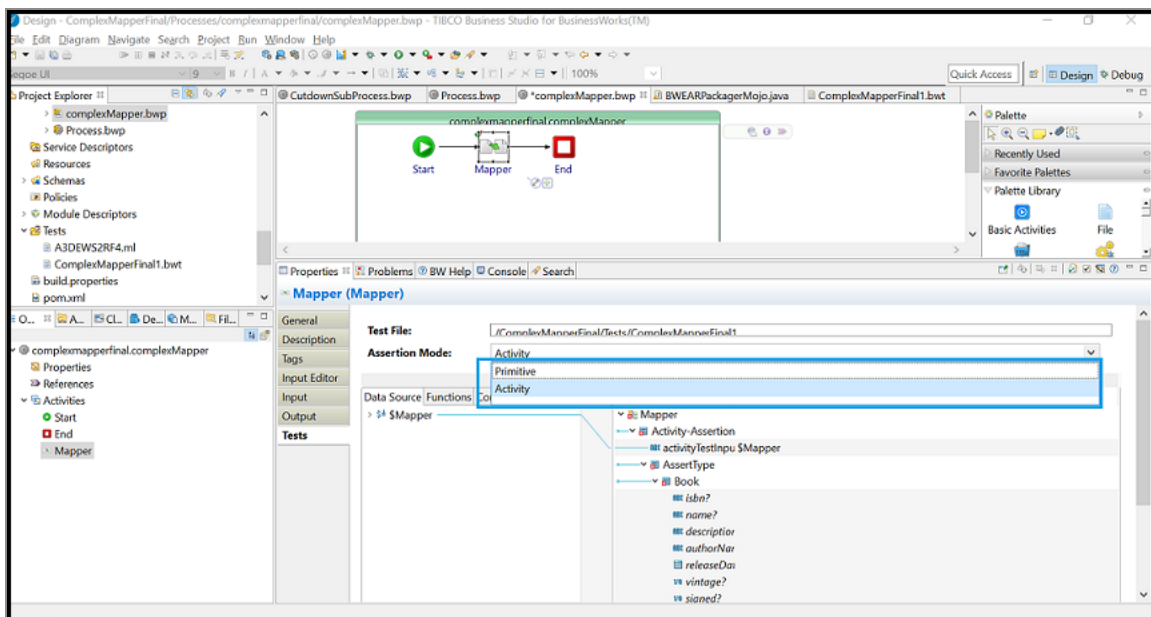 Design - ComplexMapperFinal/Processes/complexmapperfinal/complexMapper.bwp - TIBCO Business Studio for BusinessWorks(TM)
File Edit Diagram Navigate Search Project Run Window Help
Segoe UI 9 B I A 100% Quick Access Design Debug
Project Explorer
CutdownSubProcess.bwp Process.bwp *complexMapper.bwp BWEARPackagerMojo.java ComplexMapperFinal1.bwt
complexMapper.bwp
Process.bwp
Service Descriptors
Resources
Schemas
Policies
Module Descriptors
Tests
A3DEWS2RF4.ml
ComplexMapperFinal1.bwt
build.properties
pom.xml
complexmapperfinal.complexMapper
Start Mapper End
Palette
Recently Used
Favorite Palettes
Palette Library
Basic Activities File
O... A... CL... De... M... Fil...
complexmapperfinal.complexMapper
Properties
References
Activities
Start
End
Mapper
Properties Problems BW Help Console Search
Mapper (Mapper)
General
Description
Tags
Input Editor
Input
Output
Tests
Test File: /ComplexMapperFinal/Tests/ComplexMapperFinal1
Assertion Mode: Activity
Primitive
Activity
Data Source Functions Co
$Mapper
Mapper
Activity-Assertion
activityTestInpu $Mapper
AssertType
Book
isbn?
name?
description
authorNar
releaseDat
vintage?
signed?